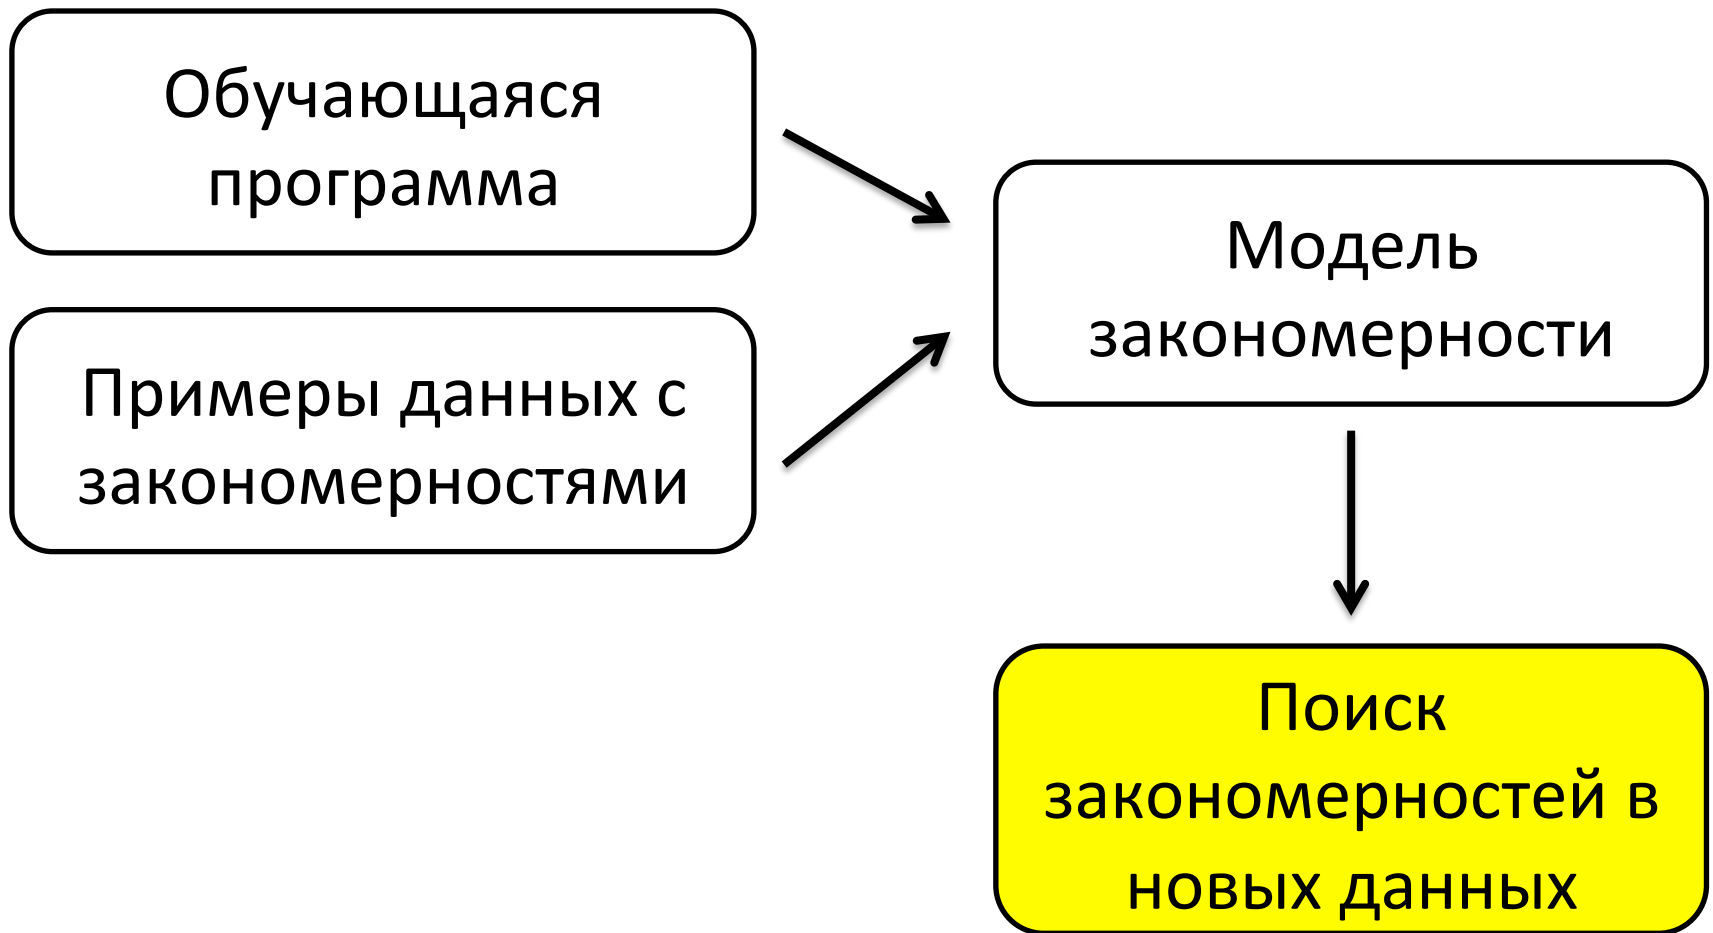 Обучающаяся
программа
Примеры данных с
закономерностями
Модель
закономерности
Поиск
закономерностей в
новых данных